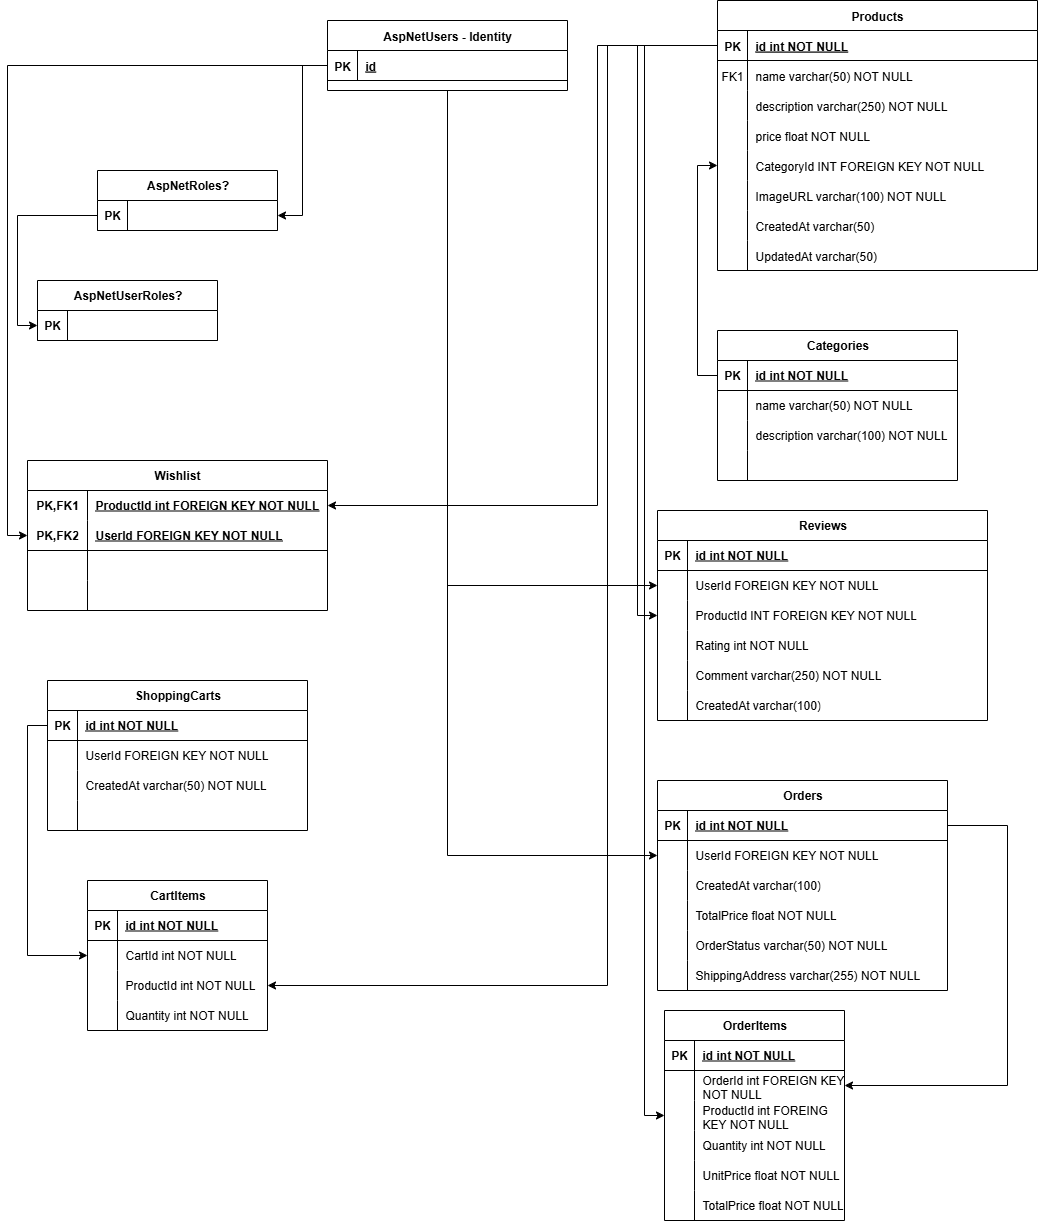 AspNetUsers - Identity
PK id
Products
PK id int NOT NULL
FK1 name varchar(50) NOT NULL
description varchar(250) NOT NULL
price float NOT NULL
CategoryId INT FOREIGN KEY NOT NULL
ImageURL varchar(100) NOT NULL
CreatedAt varchar(50)
UpdatedAt varchar(50)
AspNetRoles?
PK
AspNetUserRoles?
PK
Categories
PK id int NOT NULL
name varchar(50) NOT NULL
description varchar(100) NOT NULL
Wishlist
PK,FK1 ProductId int FOREIGN KEY NOT NULL
PK,FK2 UserId FOREIGN KEY NOT NULL
Reviews
PK id int NOT NULL
UserId FOREIGN KEY NOT NULL
ProductId INT FOREIGN KEY NOT NULL
Rating int NOT NULL
Comment varchar(250) NOT NULL
CreatedAt varchar(100)
ShoppingCarts
PK id int NOT NULL
UserId FOREIGN KEY NOT NULL
CreatedAt varchar(50) NOT NULL
Orders
PK id int NOT NULL
UserId FOREIGN KEY NOT NULL
CreatedAt varchar(100)
TotalPrice float NOT NULL
OrderStatus varchar(50) NOT NULL
ShippingAddress varchar(255) NOT NULL
CartItems
PK id int NOT NULL
CartId int NOT NULL
ProductId int NOT NULL
Quantity int NOT NULL
OrderItems
PK id int NOT NULL
OrderId int FOREIGN KEY
NOT NULL
ProductId int FOREING
KEY NOT NULL
Quantity int NOT NULL
UnitPrice float NOT NULL
TotalPrice float NOT NULL